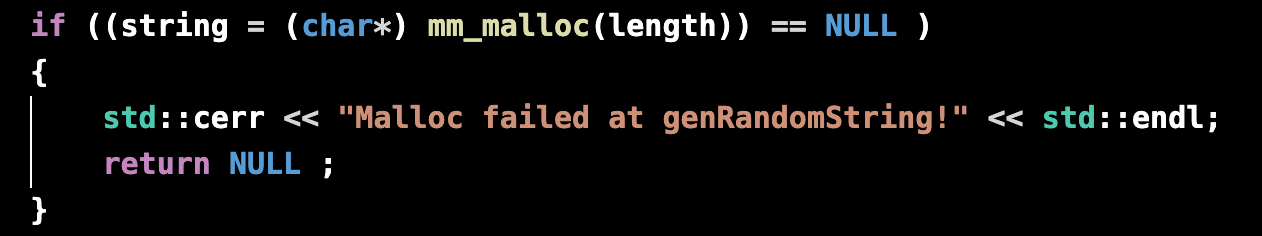 if ((string = (char*) mm_malloc(length)) == NULL )
{
    std::cerr << "Malloc failed at genRandomString!" << std::endl;
    return NULL ;
}